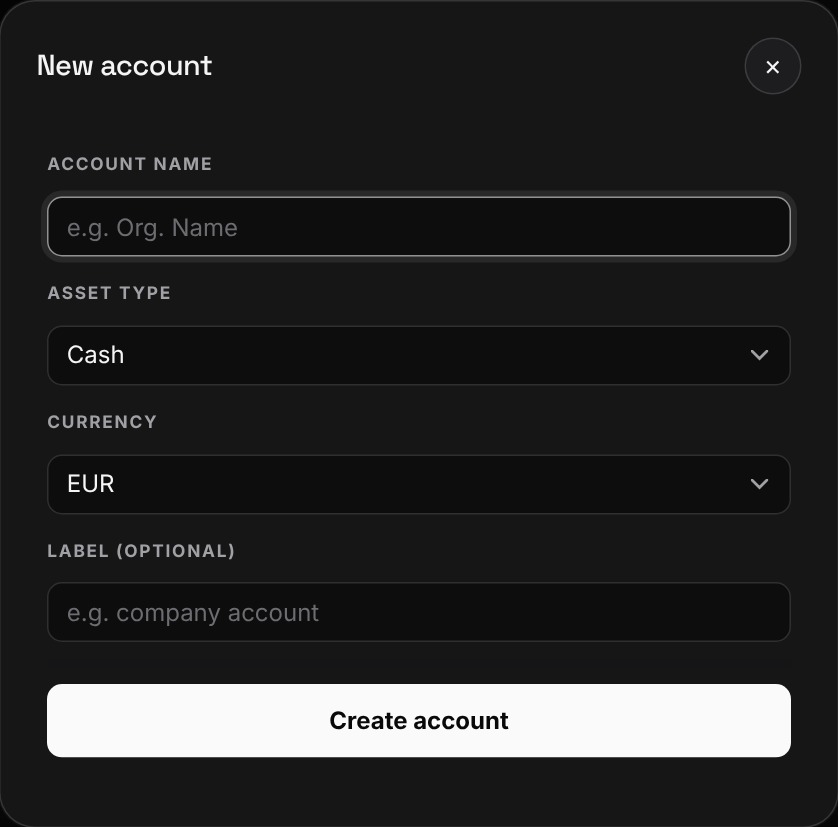 New account
ACCOUNT NAME
e.g. Org. Name
ASSET TYPE
Cash
CURRENCY
EUR
LABEL (OPTIONAL)
e.g. company account
Create account